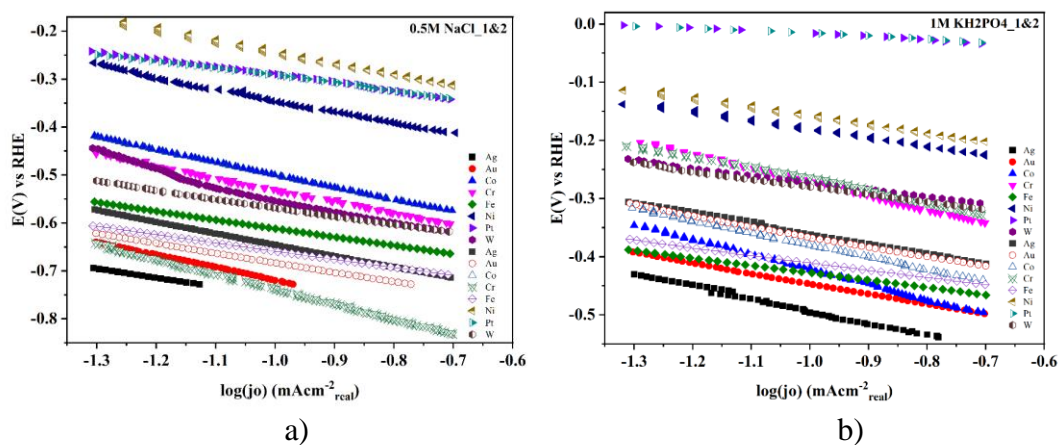 0.5M NaCl_1&2
E(V) vs RHE
-0.2
-0.3
-0.4
-0.5
-0.6
-0.7
-0.8
Ag
Au
Co
Cr
Fe
Ni
Pt
W
Ag
Au
Co
Cr
Fe
Ni
Pt
W
-1.3 -1.2 -1.1 -1.0 -0.9 -0.8 -0.7 -0.6
log(jo) (mAcm-2real)
a)
1M KH2PO4_1&2
E(V) vs RHE
0.0
-0.1
-0.2
-0.3
-0.4
-0.5
Ag
Au
Co
Cr
Fe
Ni
Pt
W
Ag
Au
Co
Cr
Fe
Ni
Pt
W
-1.3 -1.2 -1.1 -1.0 -0.9 -0.8 -0.7 -0.6
log(jo) (mAcm-2real)
b)